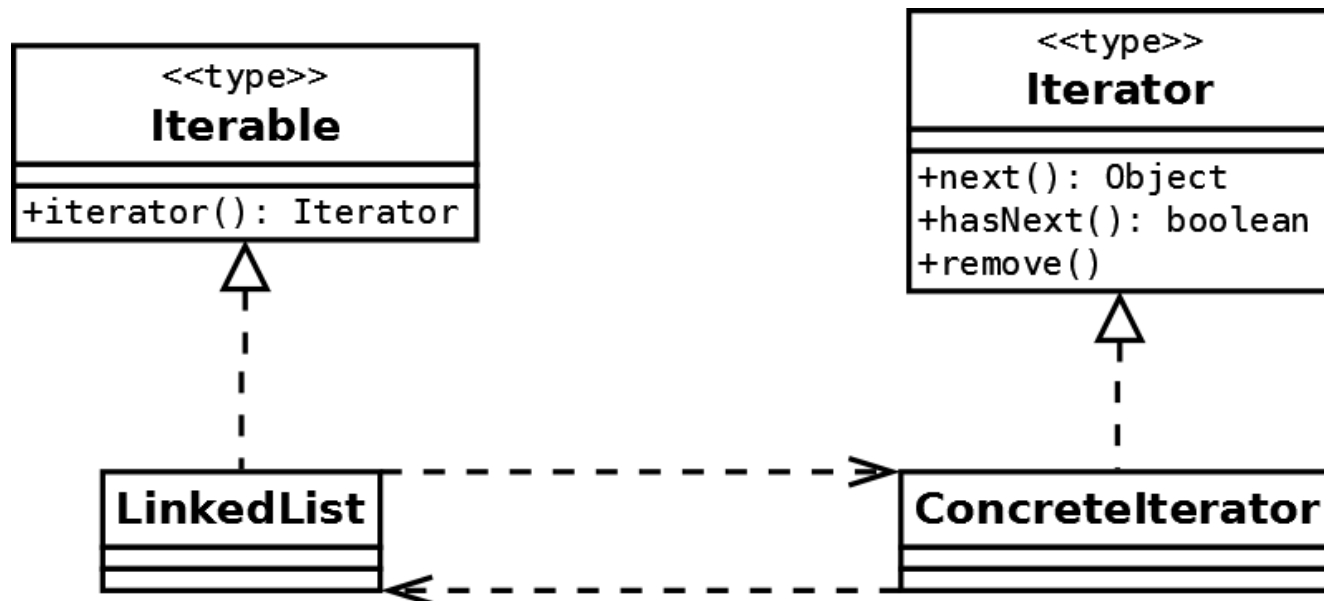 <<type>>
Iterable
+iterator(): Iterator
<<type>>
Iterator
+next(): Object
+hasNext(): boolean
+remove()
LinkedList
ConcreteIterator